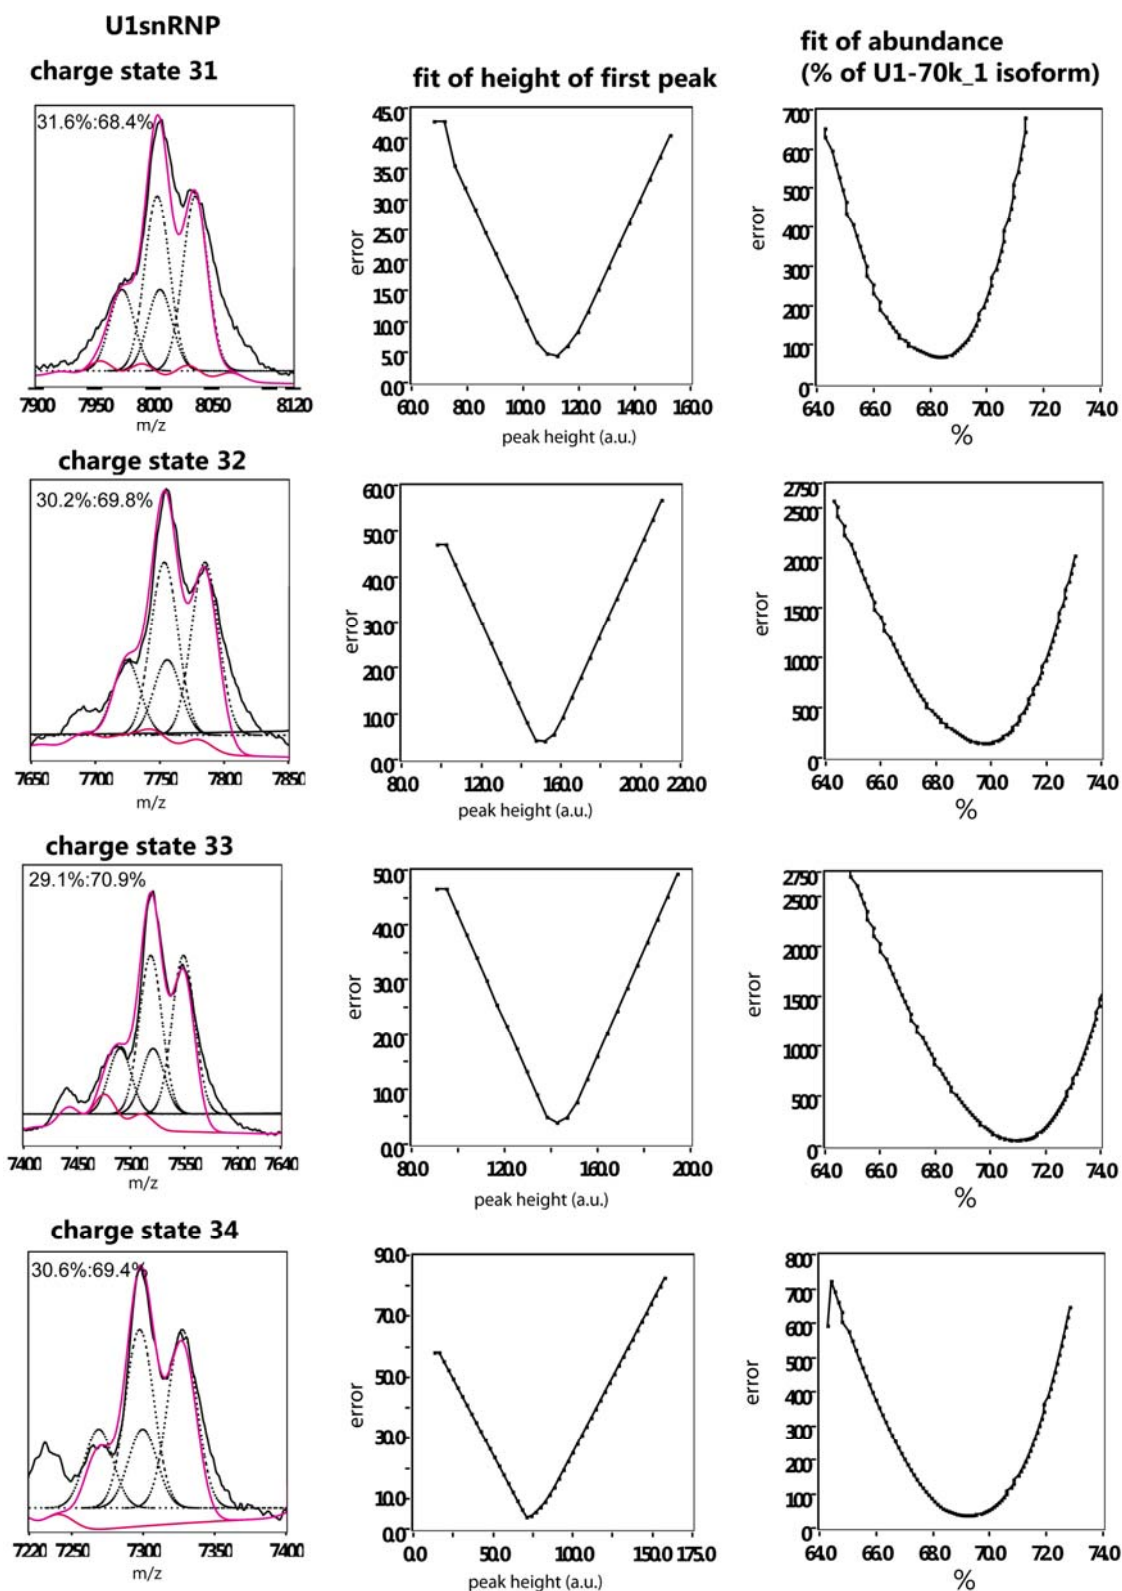 U1snRNP
charge state 31
fit of height of first peak
fit of abundance
(% of U1-70k_1 isoform)
31.6%:68.4%
7900 7950 8000 8050 8120
m/z
error
45.0
40.0
35.0
30.0
25.0
20.0
15.0
10.0
5.0
0.0
60.0 80.0 100.0 120.0 140.0 160.0
peak height (a.u.)
error
700
600
500
400
300
200
100
0
64.0 66.0 68.0 70.0 72.0 74.0
%
charge state 32
30.2%:69.8%
7650 7700 7750 7800 7850
m/z
error
60.0
50.0
40.0
30.0
20.0
10.0
0.0
80.0 120.0 160.0 200.0 220.0
peak height (a.u.)
error
2750
2500
2000
1500
1000
500
0
64.0 66.0 68.0 70.0 72.0 74.0
%
charge state 33
29.1%:70.9%
7400 7450 7500 7550 7600 7640
m/z
error
50.0
40.0
30.0
20.0
10.0
0.0
80.0 120.0 160.0 200.0
peak height (a.u.)
error
2750
2500
2000
1500
1000
500
0
64.0 66.0 68.0 70.0 72.0 74.0
%
charge state 34
30.6%:69.4%
7220 7250 7300 7350 7400
m/z
error
90.0
70.0
50.0
30.0
10.0
0.0
0.0 50.0 100.0 150.0 175.0
peak height (a.u.)
error
800
700
600
500
400
300
200
100
0
64.0 66.0 68.0 70.0 72.0 74.0
%